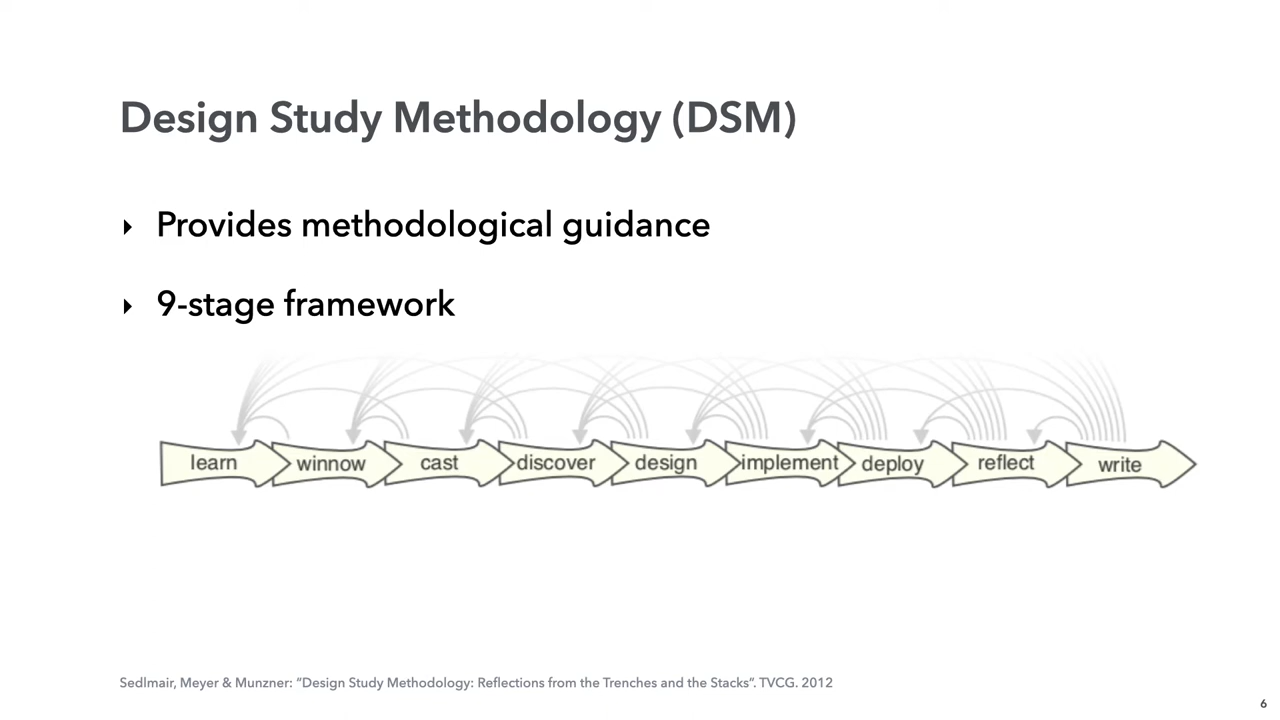 Design Study Methodology (DSM)
‣ Provides methodological guidance
‣ 9-stage framework
learn winnow cast discover design implement deploy reflect write
Sedlmair, Meyer & Munzner: "Design Study Methodology: Reflections from the Trenches and the Stacks". TVCG. 2012
6